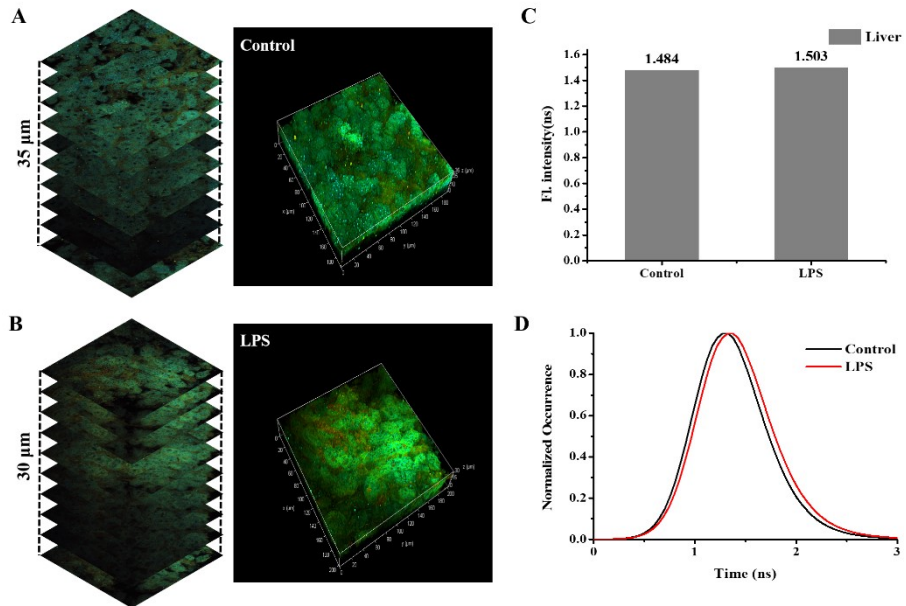 A
35 μm
Control
B
30 μm
LPS
C
Liver
1.484
1.503
Fl. intensity(ns)
1.6
1.4
1.2
1.0
0.8
0.6
0.4
0.2
0.0
Control
LPS
D
Control
LPS
Normalized Occurrence
1.0
0.8
0.6
0.4
0.2
0.0
0
1
2
3
Time (ns)